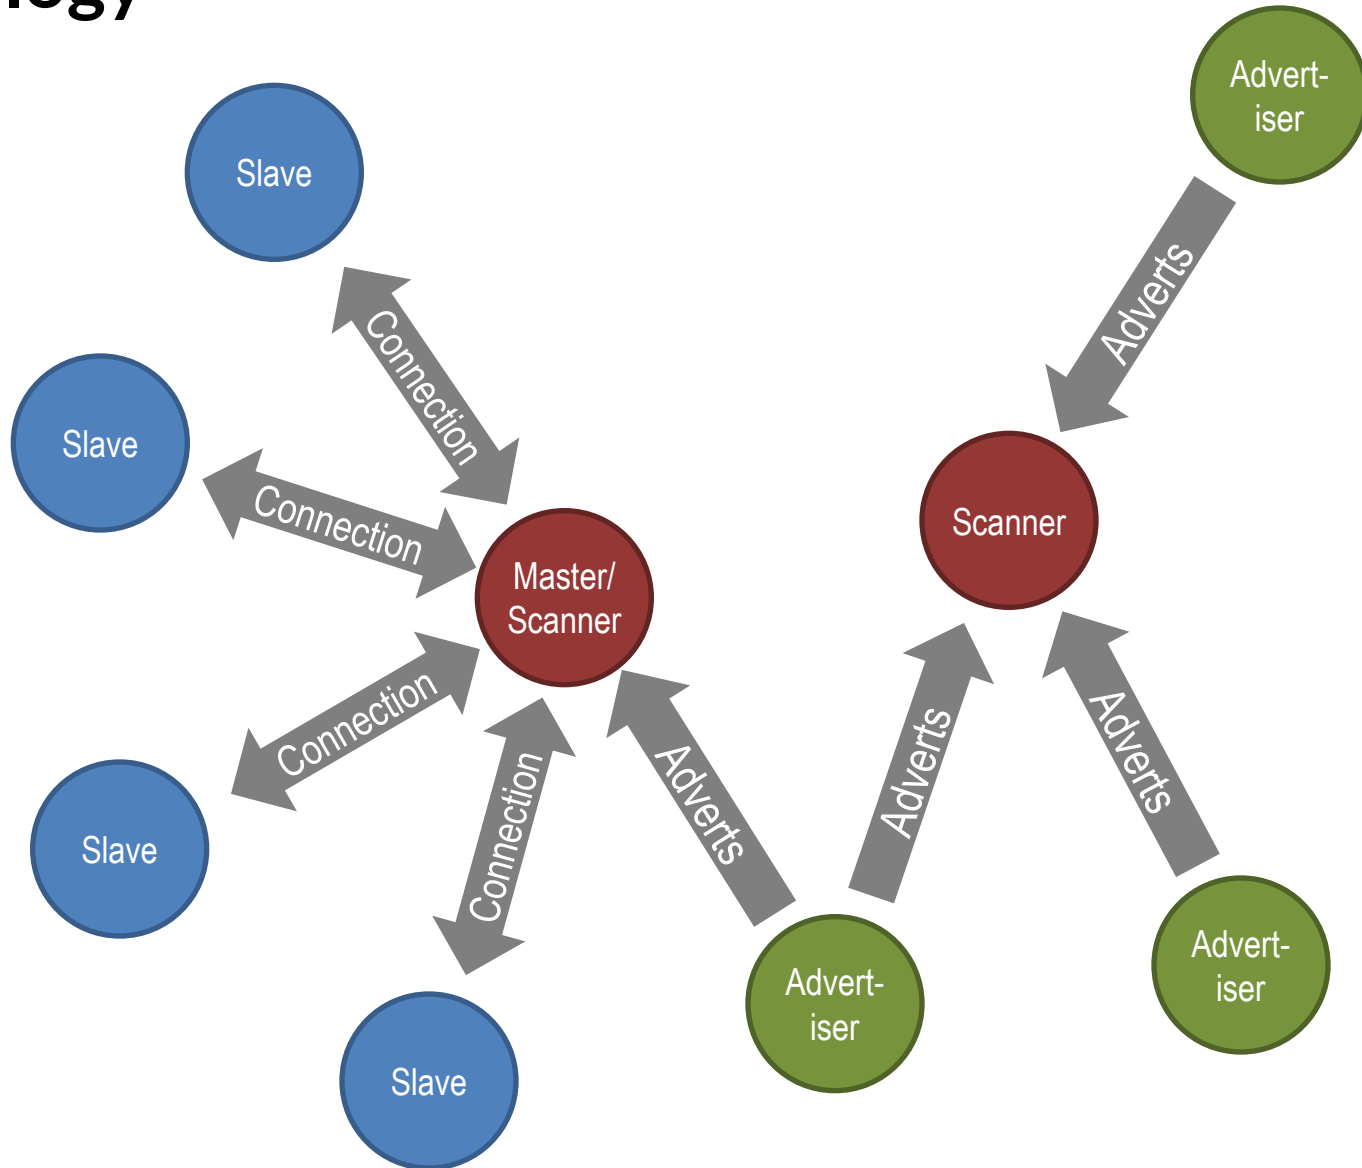 logy
Advert-
iser
Slave
Adverts
Connection
Slave
Connection
Scanner
Master/
Scanner
Connection
Connection
Adverts
Adverts
Adverts
Slave
Advert-
iser
Advert-
iser
Slave